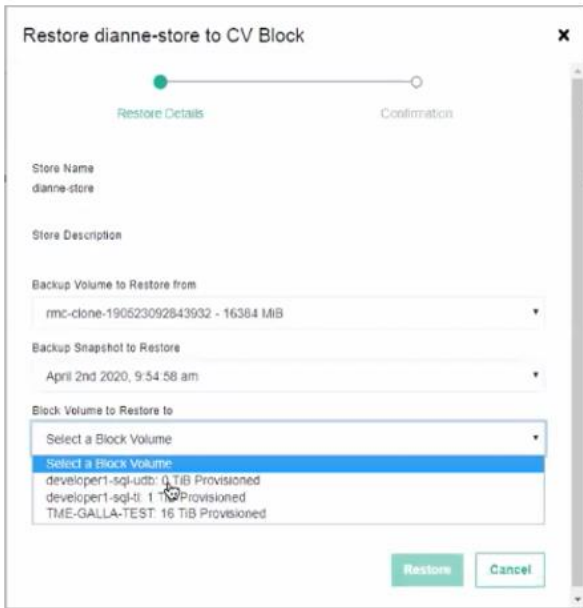 Restore dianne-store to CV Block
x
Restore Details
Confirmation
Store Name
dianne-store
Store Description
Backup Volume to Restore from
rmc-clone-190523092843932 - 16384 MiB
Backup Snapshot to Restore
April 2nd 2020, 9:54:58 am
Block Volume to Restore to
Select a Block Volume
Select a Block Volume
developer1-sql-udb: 0 TiB Provisioned
developer1-sql-tl: 1 TiB Provisioned
TME-GALLA-TEST: 16 TiB Provisioned
Restore
Cancel